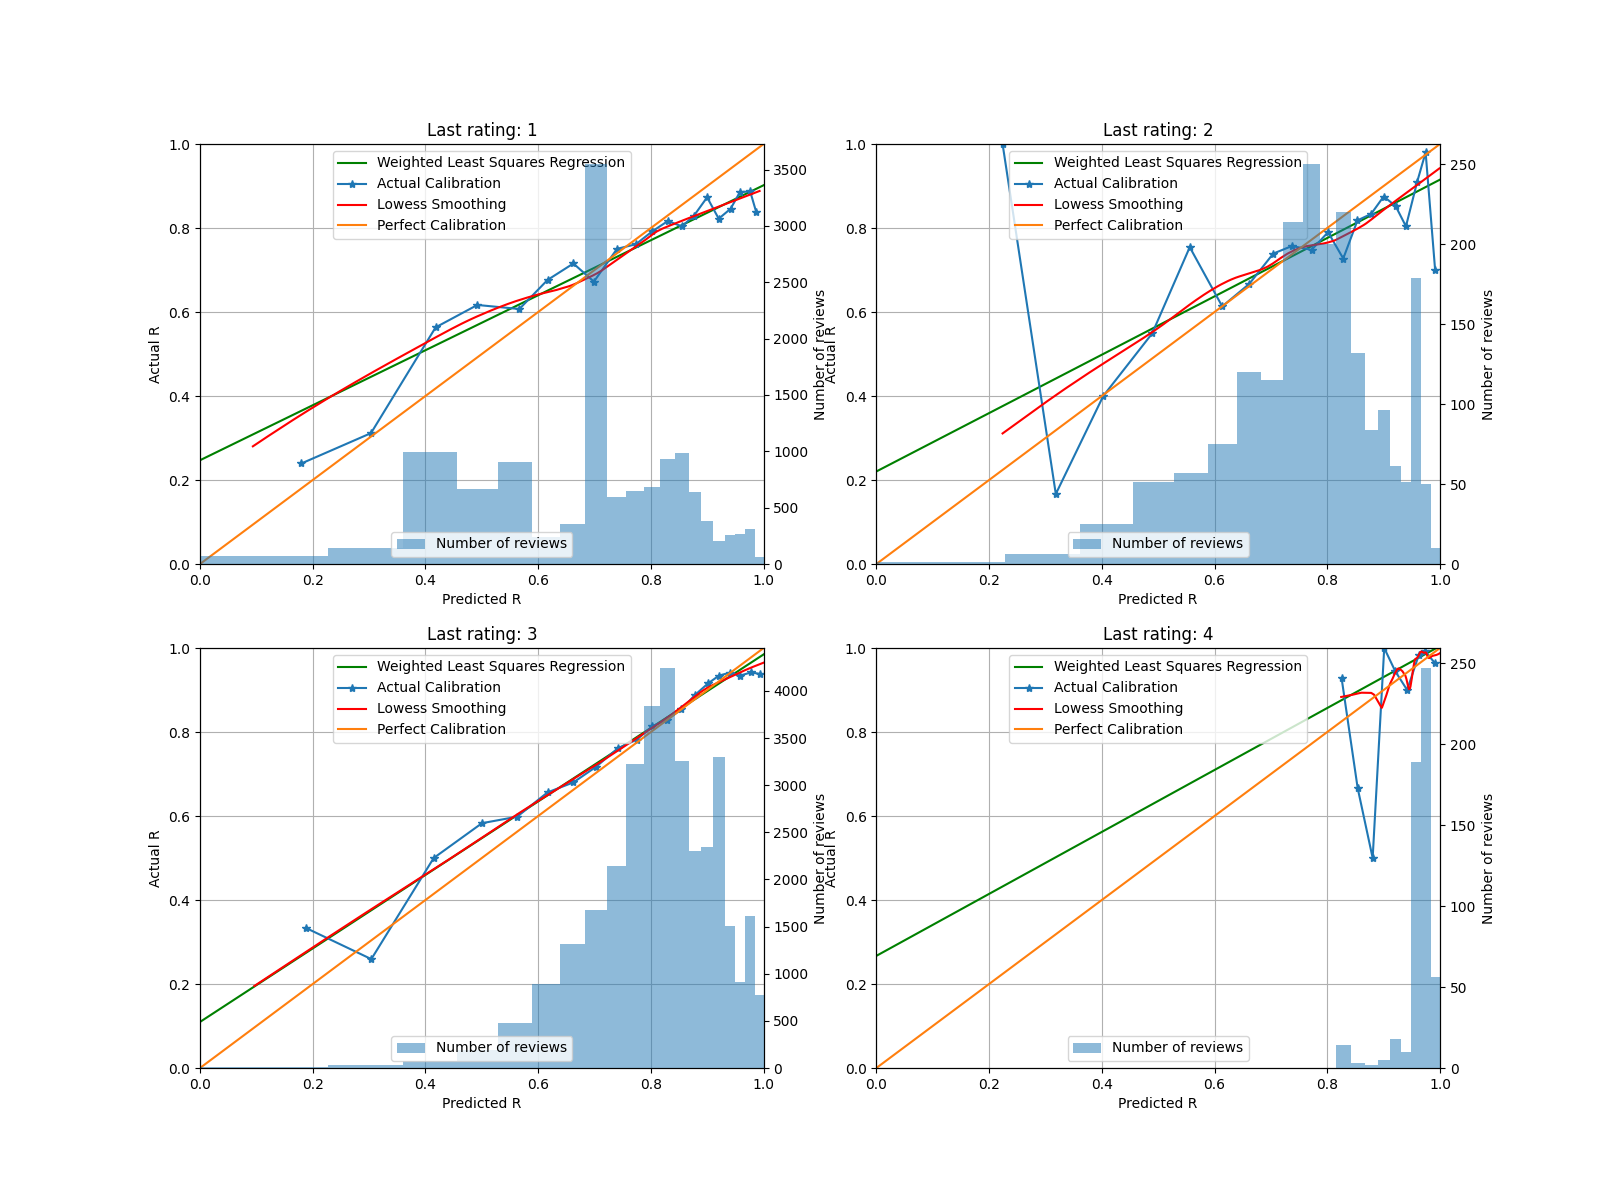 Last rating: 1
Weighted Least Squares Regression
Actual Calibration
Lowess Smoothing
Perfect Calibration
Number of reviews
1.0
0.8
0.6
0.4
0.2
0.0
Actual R
0.0 0.2 0.4 0.6 0.8 1.0
Predicted R
3500
3000
2500
2000
1500
1000
500
0
Number of reviews
Last rating: 2
Weighted Least Squares Regression
Actual Calibration
Lowess Smoothing
Perfect Calibration
Number of reviews
1.0
0.8
0.6
0.4
0.2
0.0
Actual R
0.0 0.2 0.4 0.6 0.8 1.0
Predicted R
250
200
150
100
50
0
Number of reviews
Last rating: 3
Weighted Least Squares Regression
Actual Calibration
Lowess Smoothing
Perfect Calibration
Number of reviews
1.0
0.8
0.6
0.4
0.2
0.0
Actual R
0.0 0.2 0.4 0.6 0.8 1.0
Predicted R
4000
3500
3000
2500
2000
1500
1000
500
0
Number of reviews
Last rating: 4
Weighted Least Squares Regression
Actual Calibration
Lowess Smoothing
Perfect Calibration
Number of reviews
1.0
0.8
0.6
0.4
0.2
0.0
Actual R
0.0 0.2 0.4 0.6 0.8 1.0
Predicted R
250
200
150
100
50
0
Number of reviews